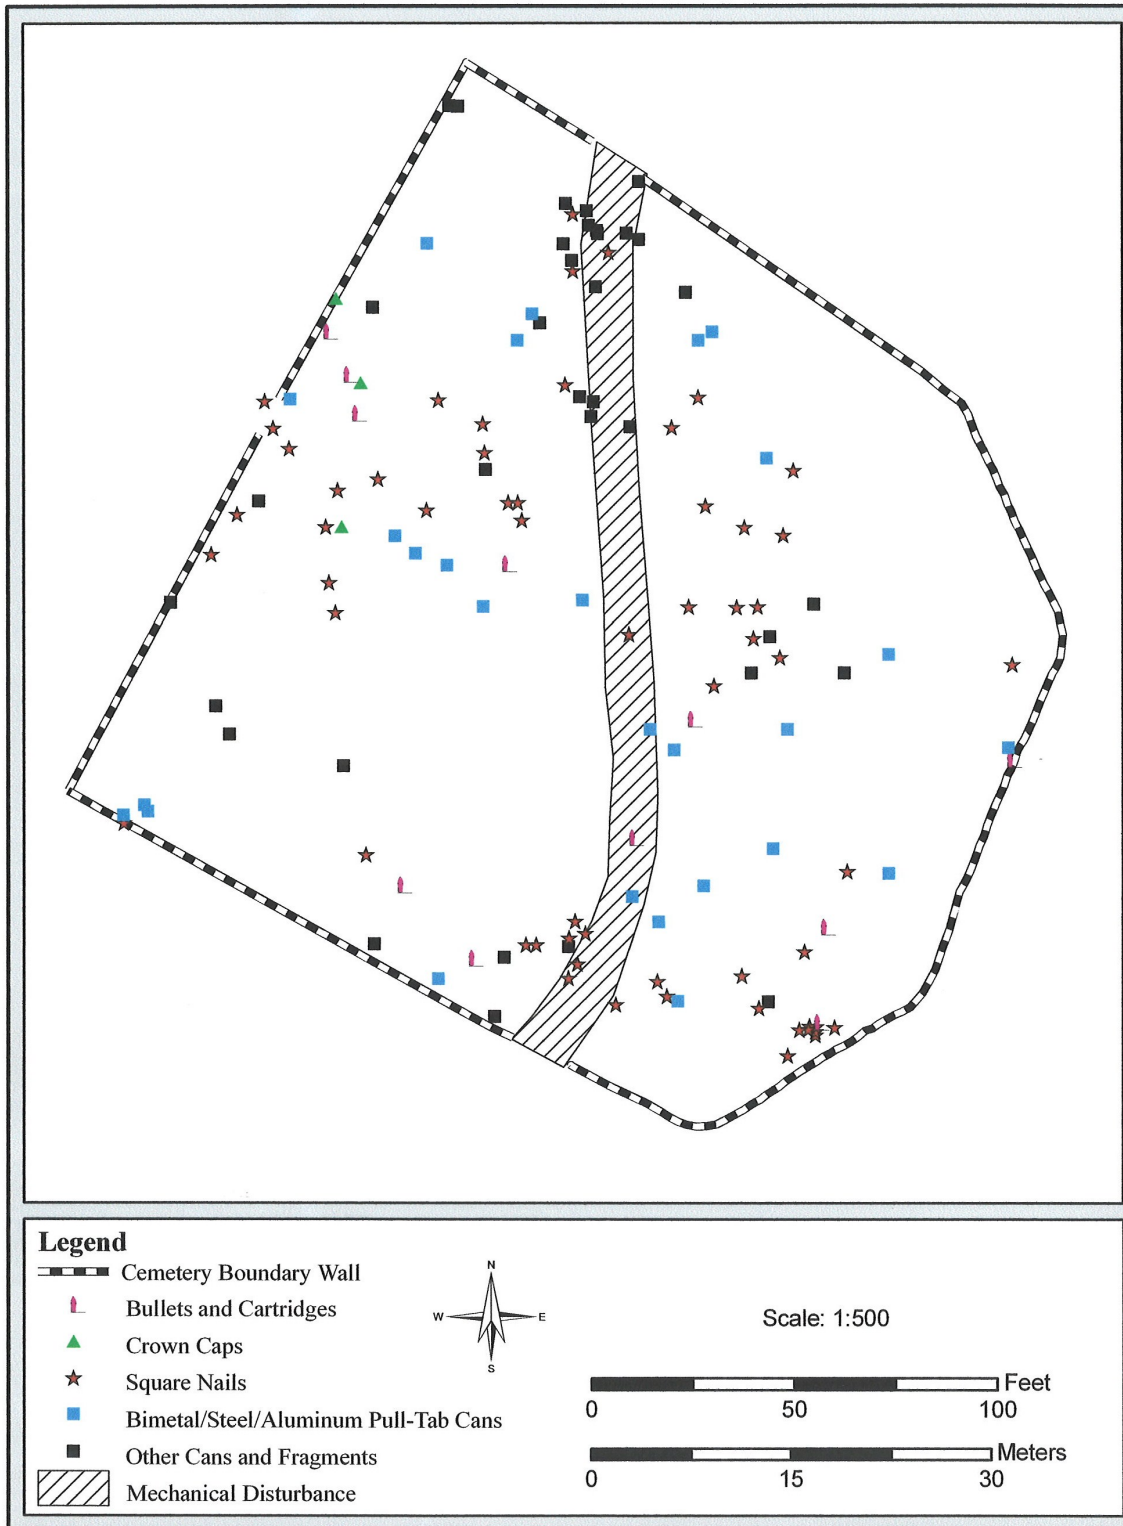 Legend
Cemetery Boundary Wall
Bullets and Cartridges
Crown Caps
Square Nails
Bimetal/Steel/Aluminum Pull-Tab Cans
Other Cans and Fragments
Mechanical Disturbance
N
W E
S
Scale: 1:500
Feet
0 50 100
Meters
0 15 30